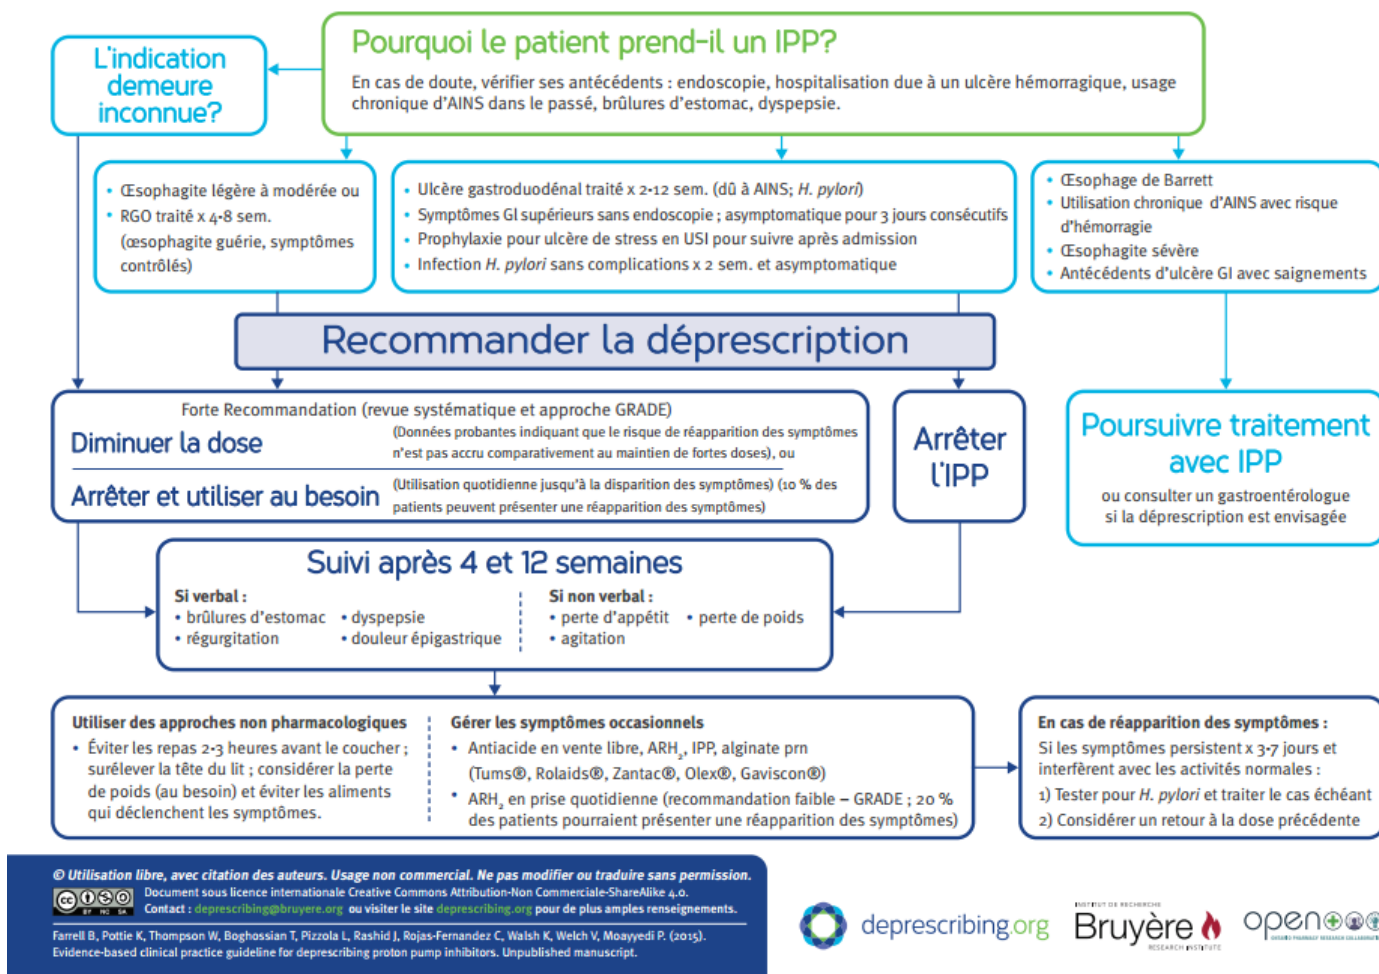 L'indication
demeure
inconnue?
Pourquoi le patient prend-il un IPP?
En cas de doute, vérifier ses antécédents : endoscopie, hospitalisation due à un ulcère hémorragique, usage
chronique d'AINS dans le passé, brûlures d'estomac, dyspepsie.
• Œsophagite légère à modérée ou
• RGO traité x 4-8 sem.
(œsophagite guérie, symptômes
contrôlés)
• Ulcère gastroduodénal traité x 2-12 sem. (dû à AINS; H. pylori)
• Symptômes GI supérieurs sans endoscopie ; asymptomatique pour 3 jours consécutifs
• Prophylaxie pour ulcère de stress en USI pour suivre après admission
• Infection H. pylori sans complications x 2 sem. et asymptomatique
• Œsophage de Barrett
• Utilisation chronique d'AINS avec risque
d'hémorragie
• Œsophagite sévère
• Antécédents d'ulcère GI avec saignements
Recommander la déprescription
Forte Recommandation (revue systématique et approche GRADE)
Diminuer la dose
(Données probantes indiquant que le risque de réapparition des symptômes
n'est pas accru comparativement au maintien de fortes doses), ou
Arrêter et utiliser au besoin
(Utilisation quotidienne jusqu'à la disparition des symptômes) (10 % des
patients peuvent présenter une réapparition des symptômes)
Arrêter
l'IPP
Poursuivre traitement
avec IPP
ou consulter un gastroentérologue
si la déprescription est envisagée
Suivi après 4 et 12 semaines
Si verbal :
• brûlures d'estomac • dyspepsie
• régurgitation • douleur épigastrique
Si non verbal :
• perte d'appétit • perte de poids
• agitation
Utiliser des approches non pharmacologiques
• Éviter les repas 2-3 heures avant le coucher ;
surélever la tête du lit ; considérer la perte
de poids (au besoin) et éviter les aliments
qui déclenchent les symptômes.
Gérer les symptômes occasionnels
• Antiacide en vente libre, ARH₂, IPP, alginate prn
(Tums®, Rolaids®, Zantac®, Olex®, Gaviscon®)
• ARH₂ en prise quotidienne (recommandation faible – GRADE ; 20 %
des patients pourraient présenter une réapparition des symptômes)
En cas de réapparition des symptômes :
Si les symptômes persistent x 3-7 jours et
interfèrent avec les activités normales :
1) Tester pour H. pylori et traiter le cas échéant
2) Considérer un retour à la dose précédente
© Utilisation libre, avec citation des auteurs. Usage non commercial. Ne pas modifier ou traduire sans permission.
cc BY NC SA
Document sous licence internationale Creative Commons Attribution-Non Commerciale-ShareAlike 4.0.
Contact : deprescribing@bruyere.org ou visiter le site deprescribing.org pour de plus amples renseignements.
Farrell B, Pottie K, Thompson W, Boghossian T, Pizzola L, Rashid J, Rojas-Fernandez C, Walsh K, Welch V, Moayyedi P. (2015).
Evidence-based clinical practice guideline for deprescribing proton pump inhibitors. Unpublished manuscript.
deprescribing.org
INSTITUT DE RECHERCHE
Bruyère
RESEARCH INSTITUTE
open